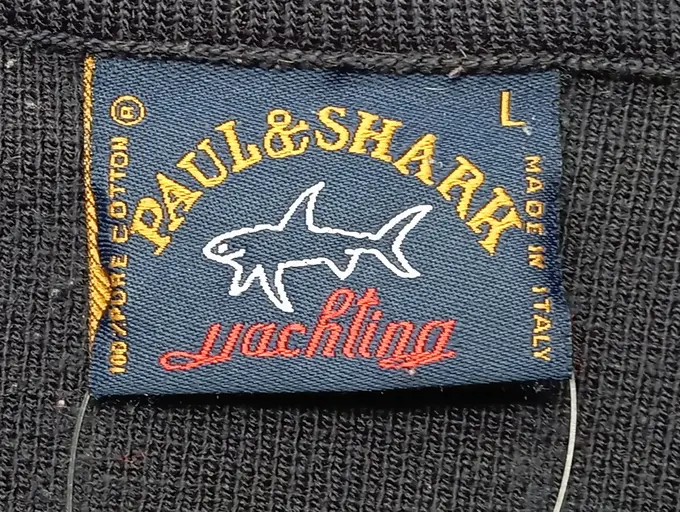 PAUL&SHARK
yachting
L
100%PURE COTTON ®
MADE IN ITALY